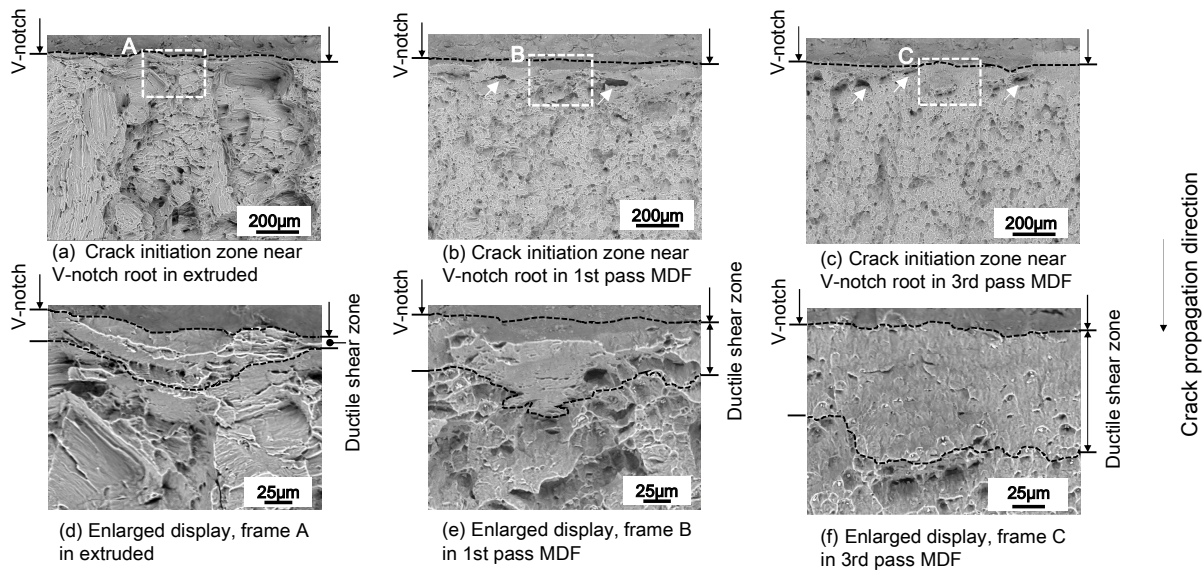 V-notch
A
200μm
(a) Crack initiation zone near
V-notch root in extruded
V-notch
B
200μm
(b) Crack initiation zone near
V-notch root in 1st pass MDF
V-notch
C
200μm
(c) Crack initiation zone near
V-notch root in 3rd pass MDF
V-notch
25μm
Ductile shear zone
(d) Enlarged display, frame A
in extruded
V-notch
25μm
Ductile shear zone
(e) Enlarged display, frame B
in 1st pass MDF
V-notch
25μm
Ductile shear zone
(f) Enlarged display, frame C
in 3rd pass MDF
Crack propagation direction